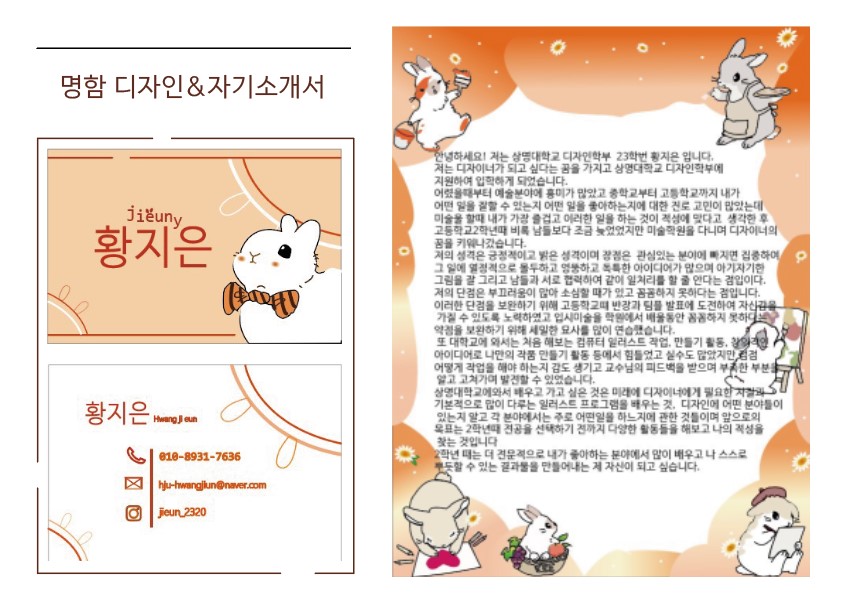 명함 디자인&자기소개서
jieuny
황지은
황지은 Hwang ji eun
010-8931-7636
hju-hwangjiun@naver.com
jieun_2320
안녕하세요! 저는 상명대학교 디자인학부 23학번 황지은 입니다.
저는 디자이너가 되고 싶다는 꿈을 가지고 상명대학교 디자인학부에
지원하여 입학하게 되었습니다.
어렸을때부터 예술분야에 흥미가 많았고 중학교부터 고등학교까지 내가
어떤 일을 잘할 수 있는지 어떤 일을 좋아하는지에 대한 진로 고민이 많았는데
미술을 할때 내가 가장 즐겁고 이러한 일을 하는 것이 적성에 맞다고 생각한 후
고등학교2학년때 비록 남들보다 조금 늦었었지만 미술학원을 다니며 디자이너의
꿈을 키워나갔습니다.
저의 성격은 긍정적이고 밝은 성격이며 장점은 관심있는 분야에 빠지면 집중하여
그 일에 열정적으로 몰두하고 엉뚱하고 독특한 아이디어가 많으며 아기자기한
그림을 잘 그리고 남들과 서로 협력하여 같이 일처리를 할 줄 안다는 점입이다.
저의 단점은 부끄러움이 많아 소심할 때가 있고 꼼꼼하지 못하다는 점입니다.
이러한 단점을 보완하기 위해 고등학교때 반장과 팀플 발표에 도전하여 자신감을
가질 수 있도록 노력하였고 입시미술을 학원에서 배울동안 꼼꼼하지 못하다는
약점을 보완하기 위해 세밀한 묘사를 많이 연습했습니다.
또 대학교에 와서는 처음 해보는 컴퓨터 일러스트 작업, 만들기 활동, 창의적인
아이디어로 나만의 작품 만들기 활동 등에서 힘들었고 실수도 많았지만 점점
어떻게 작업을 해야 하는지 감도 생기고 교수님의 피드백을 받으며 부족한 부분을
알고 고쳐가며 발전할 수 있었습니다.
상명대학교에와서 배우고 가고 싶은 것은 미래에 디자이너에게 필요한 자질과
기본적으로 많이 다루는 일러스트 프로그램을 배우는 것, 디자인에 어떤 분야들이
있는지 알고 각 분야에서는 주로 어떤일을 하느지에 관한 것들이며 앞으로의
목표는 2학년때 전공을 선택하기 전까지 다양한 활동들을 해보고 나의 적성을
찾는 것입니다
2학년 때는 더 전문적으로 내가 좋아하는 분야에서 많이 배우고 나 스스로
뿌듯할 수 있는 결과물을 만들어내는 제 자신이 되고 싶습니다.